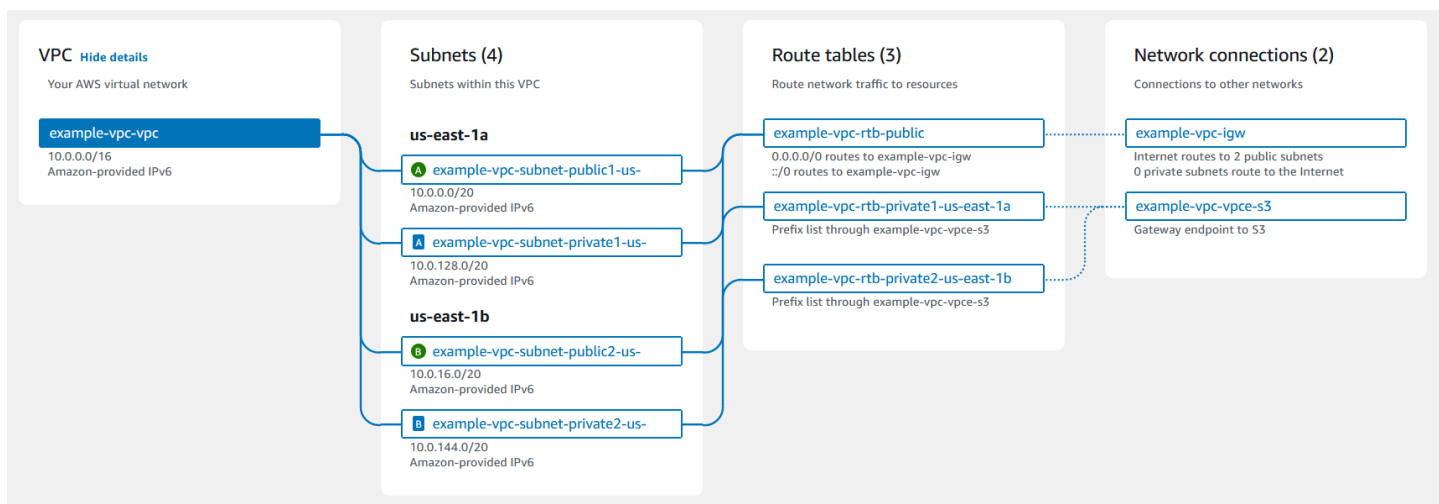 VPC Hide details
Your AWS virtual network
example-vpc-vpc
10.0.0.0/16
Amazon-provided IPv6
Subnets (4)
Subnets within this VPC
us-east-1a
A example-vpc-subnet-public1-us-
10.0.0.0/20
Amazon-provided IPv6
A example-vpc-subnet-private1-us-
10.0.128.0/20
Amazon-provided IPv6
us-east-1b
B example-vpc-subnet-public2-us-
10.0.16.0/20
Amazon-provided IPv6
B example-vpc-subnet-private2-us-
10.0.144.0/20
Amazon-provided IPv6
Route tables (3)
Route network traffic to resources
example-vpc-rtb-public
0.0.0.0/0 routes to example-vpc-igw
::/0 routes to example-vpc-igw
example-vpc-rtb-private1-us-east-1a
Prefix list through example-vpc-vpce-s3
example-vpc-rtb-private2-us-east-1b
Prefix list through example-vpc-vpce-s3
Network connections (2)
Connections to other networks
example-vpc-igw
Internet routes to 2 public subnets
0 private subnets route to the Internet
example-vpc-vpce-s3
Gateway endpoint to S3